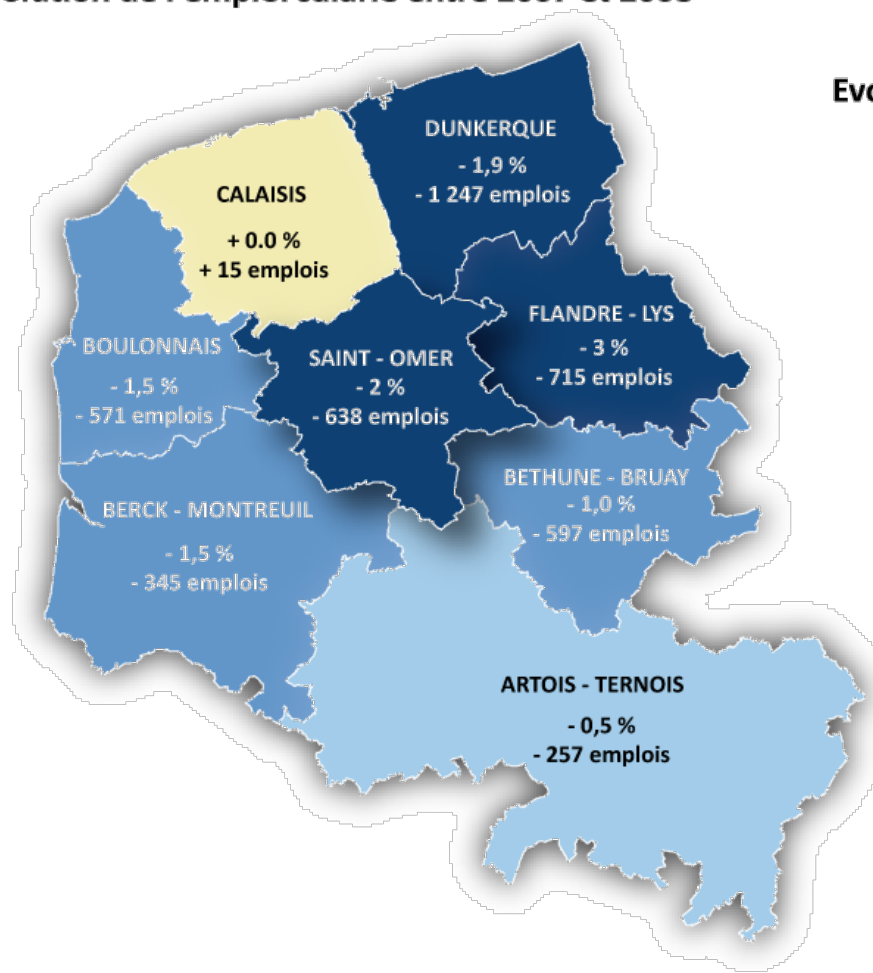 DUNKERQUE
- 1,9 %
- 1 247 emplois
CALAISIS
+ 0.0 %
+ 15 emplois
FLANDRE - LYS
- 3 %
- 715 emplois
BOULONNAIS
- 1,5 %
- 571 emplois
SAINT - OMER
- 2 %
- 638 emplois
BETHUNE - BRUAY
- 1,0 %
- 597 emplois
BERCK - MONTREUIL
- 1,5 %
- 345 emplois
ARTOIS - TERNOIS
- 0,5 %
- 257 emplois